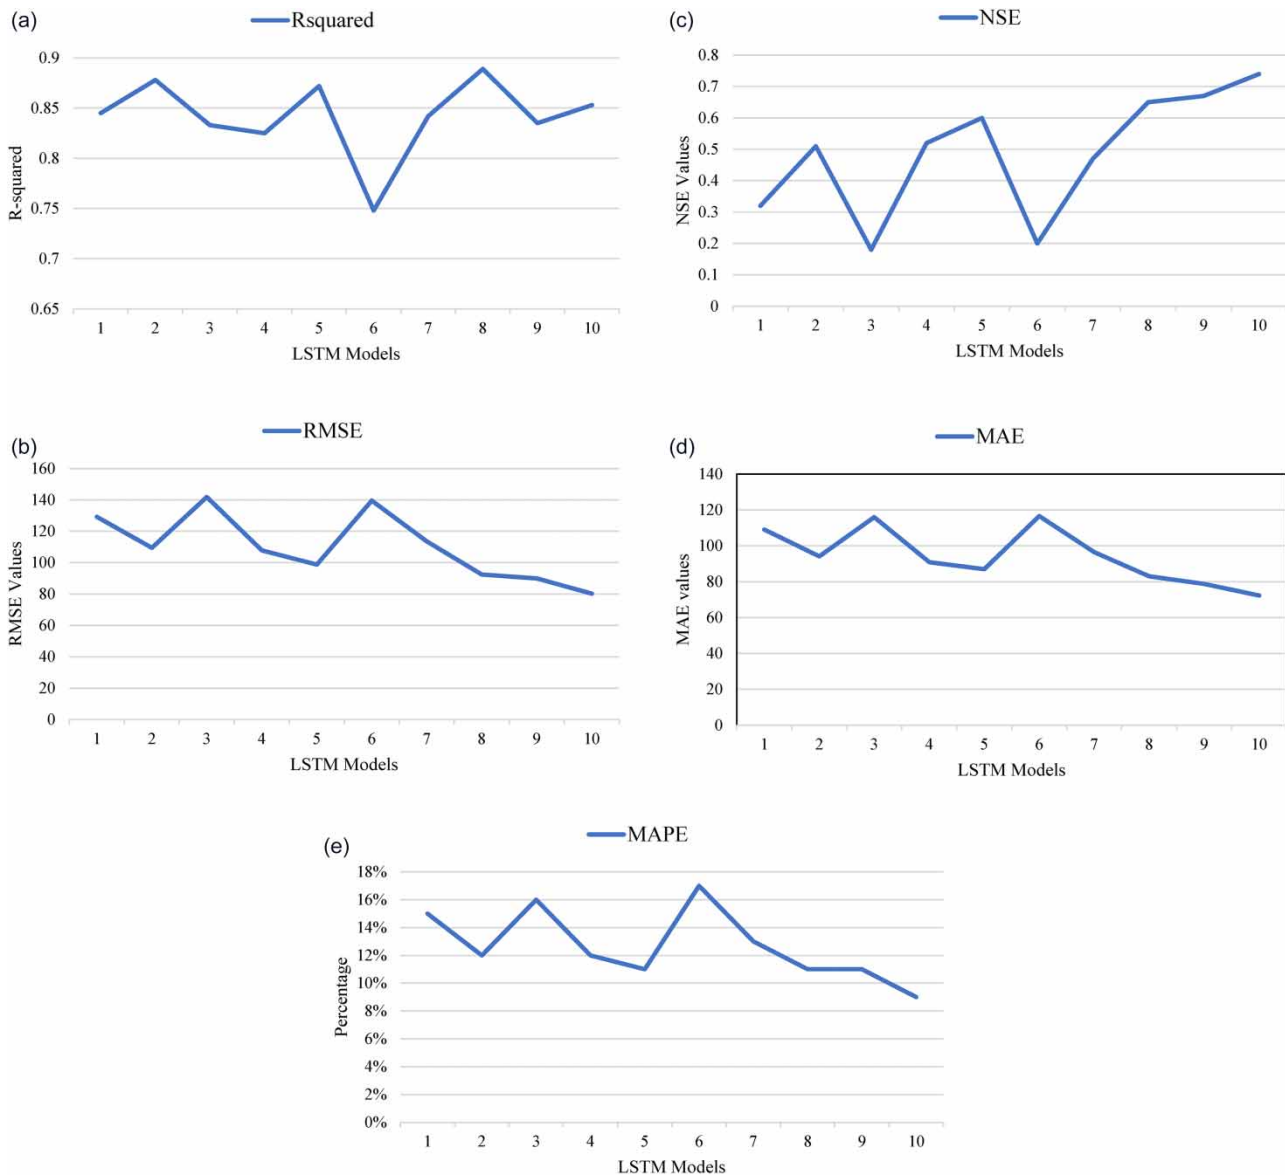 (a)
Rsquared
0.9
0.85
0.8
0.75
0.7
0.65
R-squared
1 2 3 4 5 6 7 8 9 10
LSTM Models
(c)
NSE
0.8
0.7
0.6
0.5
0.4
0.3
0.2
0.1
0
NSE Values
1 2 3 4 5 6 7 8 9 10
LSTM Models
(b)
RMSE
160
140
120
100
80
60
40
20
0
RMSE Values
1 2 3 4 5 6 7 8 9 10
LSTM Models
(d)
MAE
140
120
100
80
60
40
20
0
MAE values
1 2 3 4 5 6 7 8 9 10
LSTM Models
(e)
MAPE
18%
16%
14%
12%
10%
8%
6%
4%
2%
0%
Percentage
1 2 3 4 5 6 7 8 9 10
LSTM Models